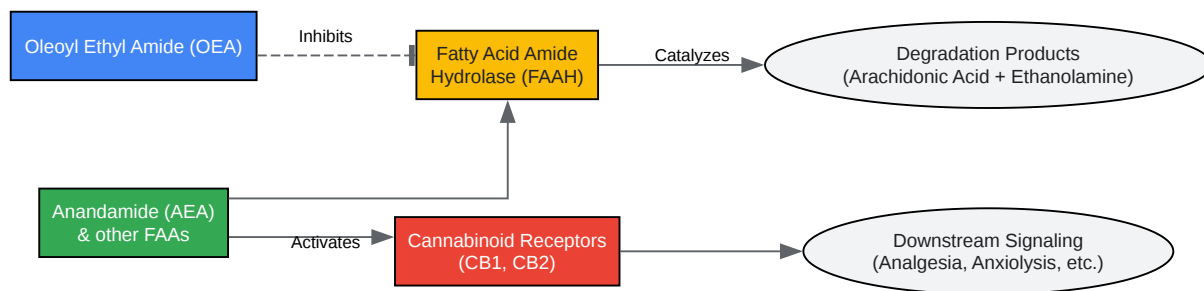 Oleoyl Ethyl Amide (OEA)
Inhibits
Fatty Acid Amide
Hydrolase (FAAH)
Catalyzes
Degradation Products
(Arachidonic Acid + Ethanolamine)
Anandamide (AEA)
& other FAAs
Activates
Cannabinoid Receptors
(CB1, CB2)
Downstream Signaling
(Analgesia, Anxiolysis, etc.)